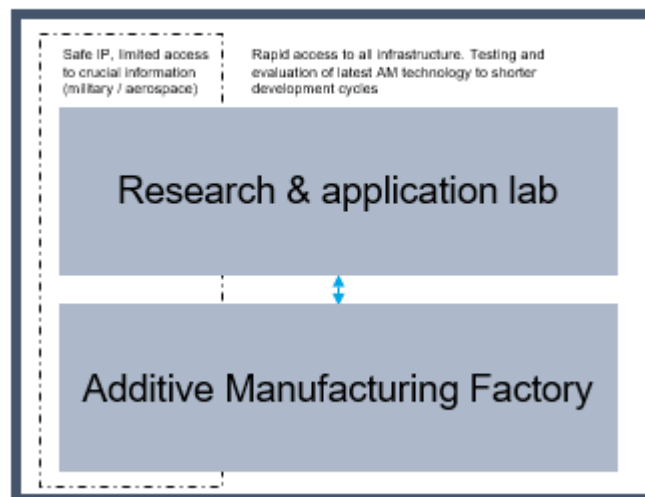 Safe IP, limited access
to crucial information
(military / aerospace)
Rapid access to all infrastructure. Testing and
evaluation of latest AM technology to shorter
development cycles
Research & application lab
Additive Manufacturing Factory